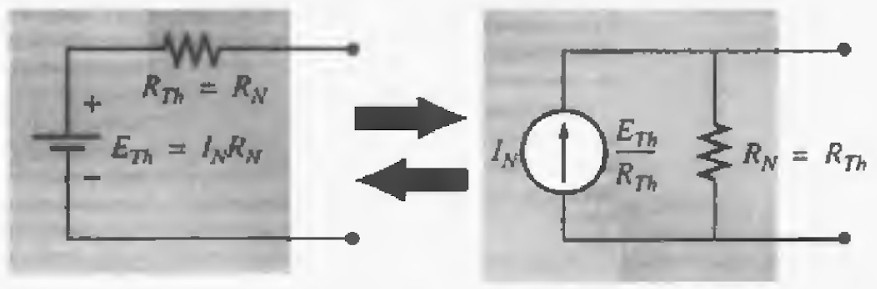 R_Th = R_N
+
E_Th = I_N R_N
−
I_N
E_Th
R_Th
R_N = R_Th